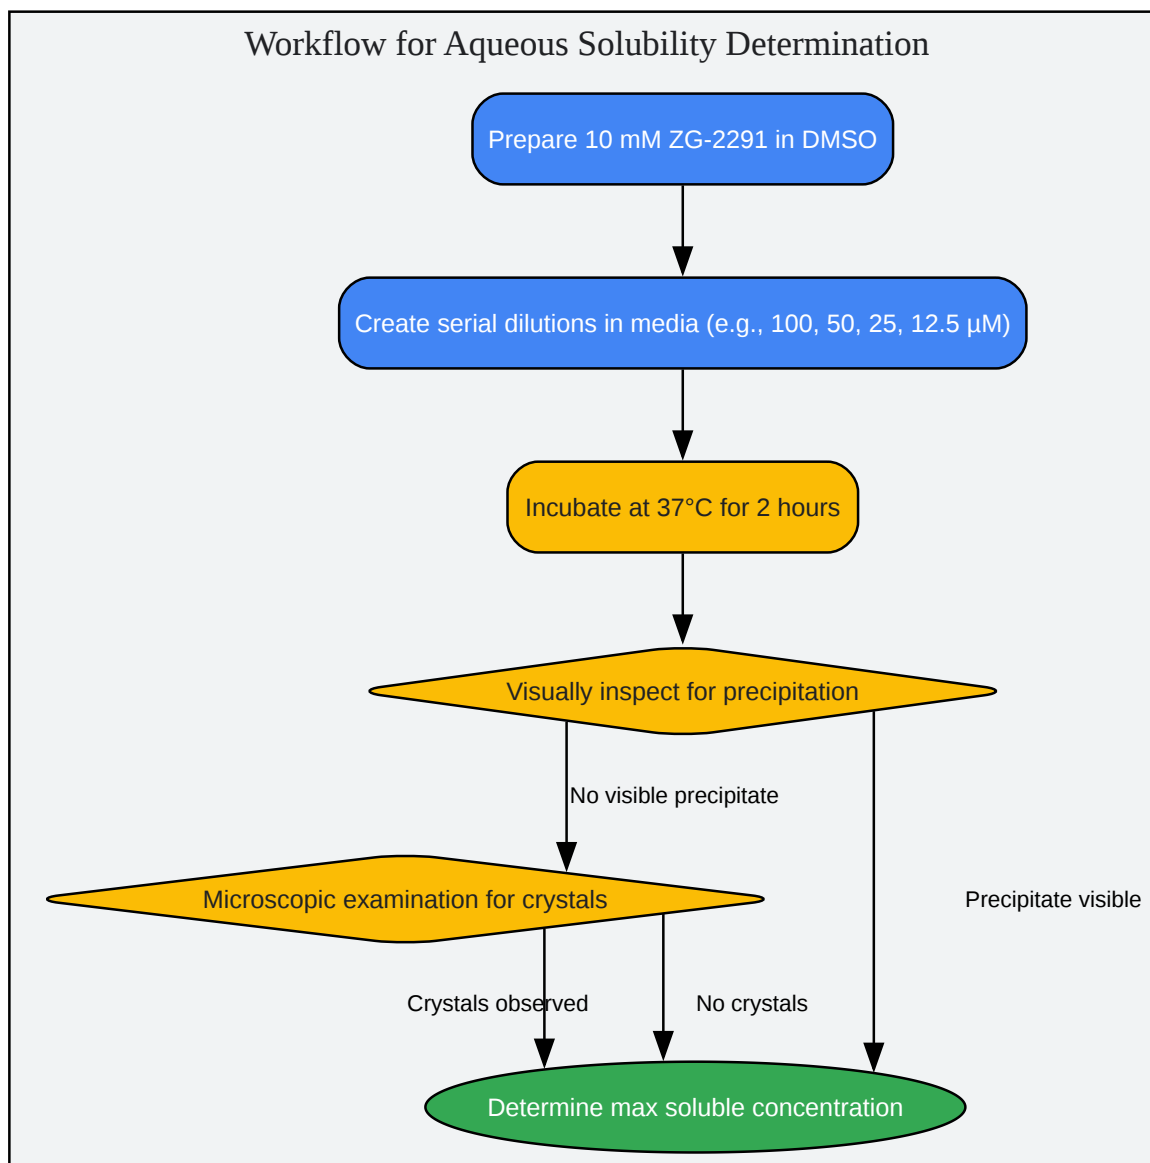 Workflow for Aqueous Solubility Determination
Prepare 10 mM ZG-2291 in DMSO
Create serial dilutions in media (e.g., 100, 50, 25, 12.5 µM)
Incubate at 37°C for 2 hours
Visually inspect for precipitation
No visible precipitate
Microscopic examination for crystals
Precipitate visible
Crystals observed
No crystals
Determine max soluble concentration